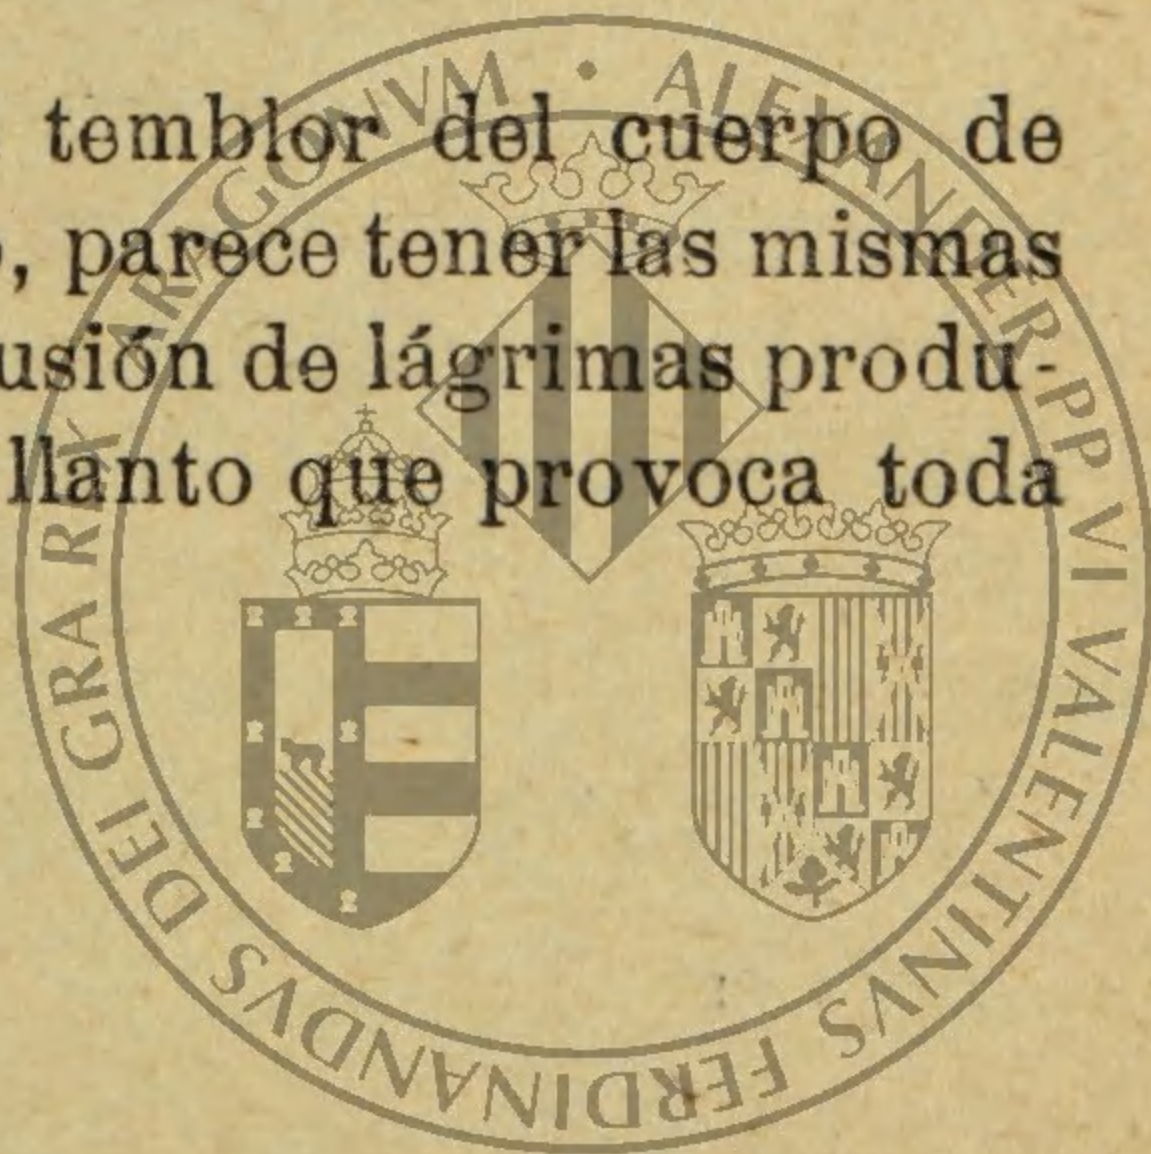 temblor del cuerpo de
, parece tener las mismas
usión de lágrimas produ-
llanto que provoca toda
ALEXANDER·PP VI VALENTINVS FERDINANDVS DEI GRA REX ARAGONVM ·